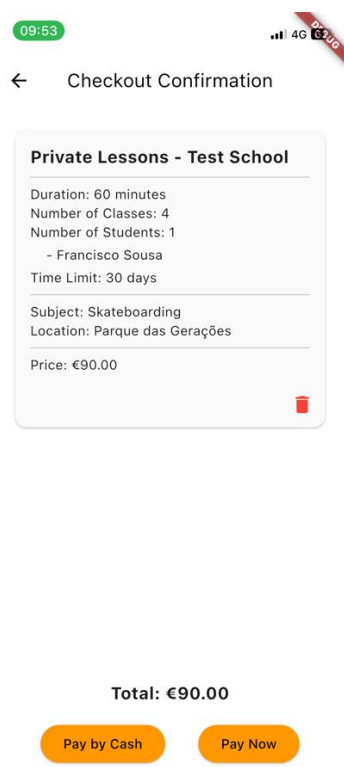 09:53
4G
DEBUG
Checkout Confirmation
Private Lessons - Test School
Duration: 60 minutes
Number of Classes: 4
Number of Students: 1
- Francisco Sousa
Time Limit: 30 days
Subject: Skateboarding
Location: Parque das Gerações
Price: €90.00
Total: €90.00
Pay by Cash
Pay Now